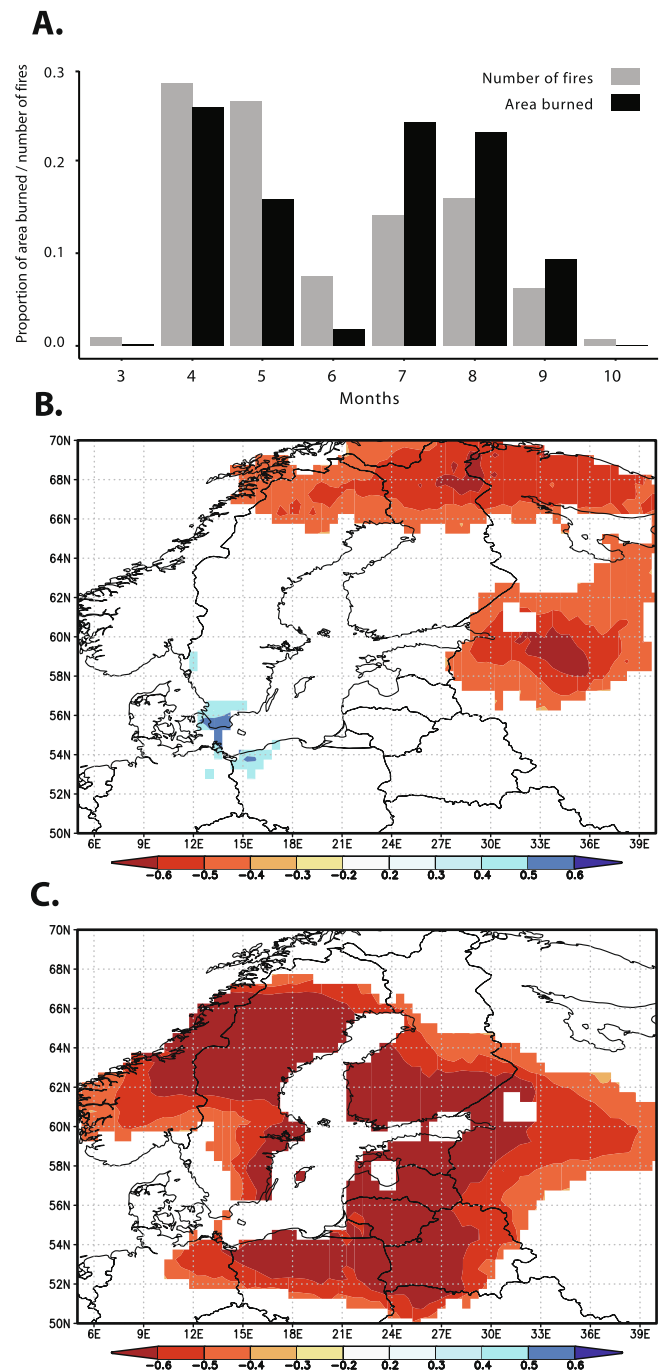 A.
Proportion of area burned / number of fires
0.3
0.2
0.1
0.0
Number of fires
Area burned
3 4 5 6 7 8 9 10
Months
B.
70N
68N
66N
64N
62N
60N
58N
56N
54N
52N
50N
6E 9E 12E 15E 18E 21E 24E 27E 30E 33E 36E 39E
-0.6 -0.5 -0.4 -0.3 -0.2 0.2 0.3 0.4 0.5 0.6
C.
70N
68N
66N
64N
62N
60N
58N
56N
54N
52N
50N
6E 9E 12E 15E 18E 21E 24E 27E 30E 33E 36E 39E
-0.6 -0.5 -0.4 -0.3 -0.2 0.2 0.3 0.4 0.5 0.6